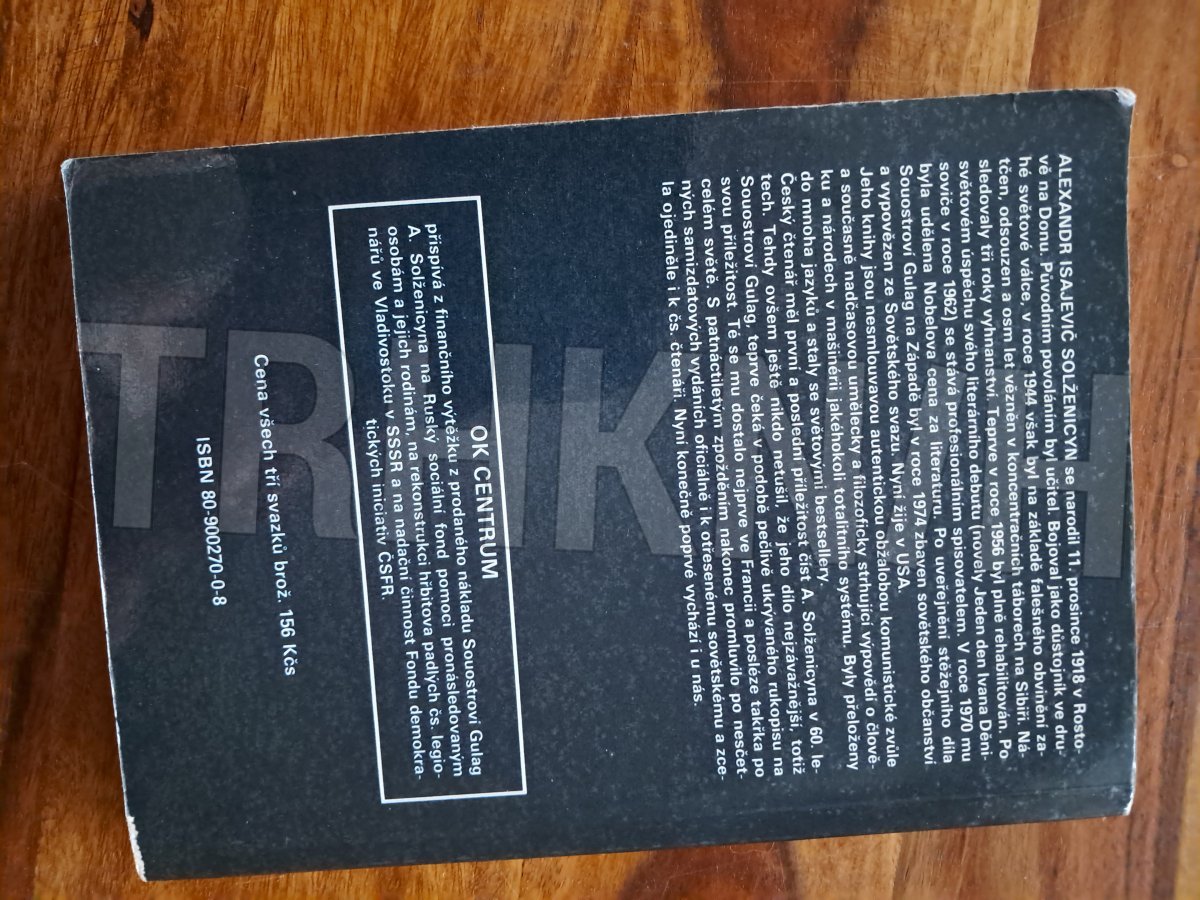 ALEXANDR ISAJEVIČ SOLŽENICYN se narodil 11. prosince 1918 v Rosto-
vě na Donu. Původním povoláním byl učitel. Bojoval jako důstojník ve dru-
hé světové válce, v roce 1944 však byl na základě falešného obvinění za-
tčen, odsouzen a osm let vězněn v koncentračních táborech na Sibiři. Ná-
sledovaly tři roky vyhnanství. Teprve v roce 1956 byl plně rehabilitován. Po
světovém úspěchu svého literárního debutu (novely Jeden den Ivana Děni-
soviče v roce 1962) se stává profesionálním spisovatelem. V roce 1970 mu
byla udělena Nobelova cena za literaturu. Po uveřejnění stěžejního díla
Souostroví Gulag na Západě byl v roce 1974 zbaven sovětského občanství
a vypovězen ze Sovětského svazu. Nyní žije v USA.
Jeho knihy jsou nesmlouvavou autentickou obžalobou komunistické zvůle
a současně nadčasovou umělecky a filozoficky strhující výpovědí o člově-
ku a národech v mašinérii jakéhokoli totalitního systému. Byly přeloženy
do mnoha jazyků a staly se světovými bestsellery.
Český čtenář měl první a poslední příležitost číst A. Solženicyna v 60. le-
tech. Tehdy ovšem ještě nikdo netušil, že jeho dílo nejzávažnější, totiž
Souostroví Gulag, teprve čeká v podobě pečlivě ukrývaného rukopisu na
svou příležitost. Té se mu dostalo nejprve ve Francii a posléze takřka po
celém světě. S patnáctiletým zpožděním nakonec promluvilo po nesčet-
ných samizdatových vydáních oficiálně i k otřesenému sovětskému a zce-
la ojediněle i k čs. čtenáři. Nyní konečně poprvé vychází i u nás.
OK CENTRUM
přispívá z finančního výtěžku z prodaného nákladu Souostroví Gulag
A. Solženicyna na Ruský sociální fond pomoci pronásledovaným
osobám a jejich rodinám, na rekonstrukci hřbitova padlých čs. legio-
nářů ve Vladivostoku v SSSR a na nadační činnost Fondu demokra-
tických iniciativ ČSFR.
Cena všech tří svazků brož. 156 Kčs
ISBN 80-900270-0-8